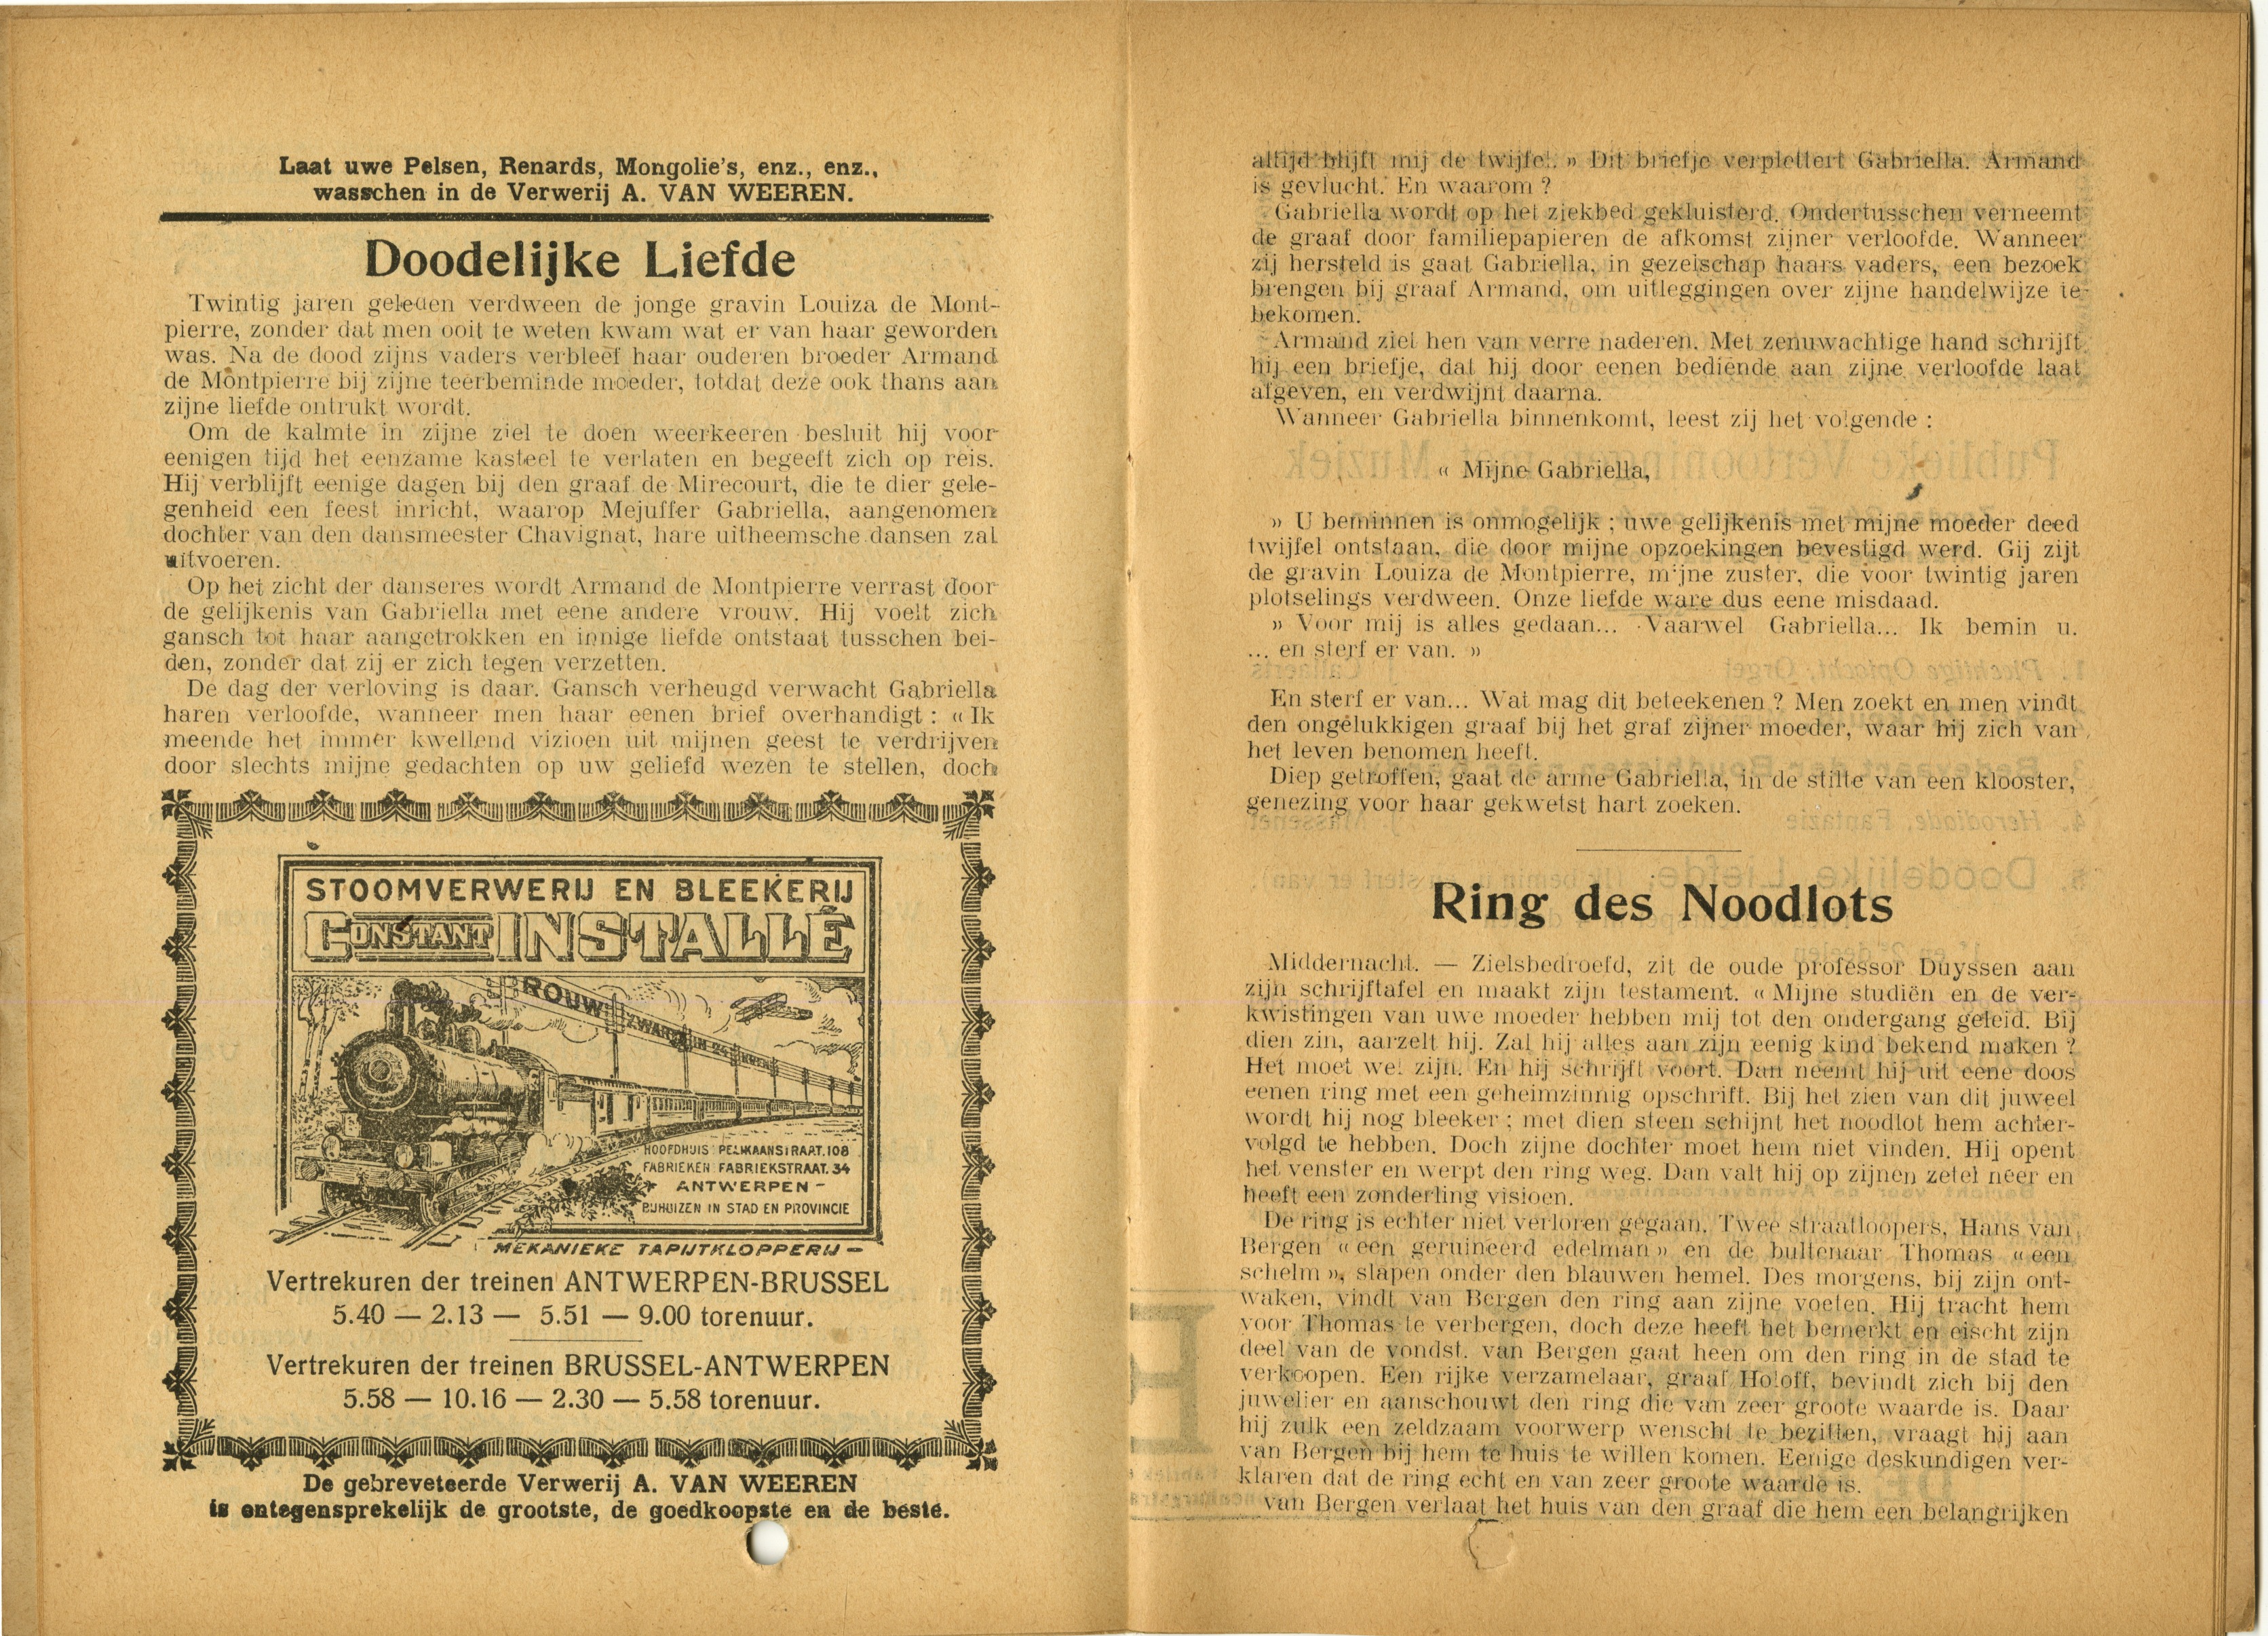 Laat uwe Pelsen, Renards, Mongolie's, enz., enz.,
wasschen in de Verwerij A. VAN WEEREN.
Doodelijke Liefde
Twintig jaren geleden verdween de jonge gravin Louiza de Mont-
pierre, zonder dat men ooit te weten kwam wat er van haar geworden
was. Na de dood zijns vaders verbleef haar ouderen broeder Armand
de Montpierre bij zijne teerbeminde moeder, totdat deze ook thans aan
zijne liefde ontrukt wordt.
Om de kalmte in zijne ziel te doen weerkeeren besluit hij voor
eenigen tijd het eenzame kasteel te verlaten en begeeft zich op reis.
Hij verblijft eenige dagen bij den graaf de Mirecourt, die te dier gele-
genheid een feest inricht, waarop Mejuffer Gabriella, aangenomen
dochter van den dansmeester Chavignat, hare uitheemsche dansen zal
uitvoeren.
Op het zicht der danseres wordt Armand de Montpierre verrast door
de gelijkenis van Gabriella met eene andere vrouw. Hij voelt zich
gansch tot haar aangetrokken en innige liefde ontstaat tusschen bei-
den, zonder dat zij er zich tegen verzetten.
De dag der verloving is daar. Gansch verheugd verwacht Gabriella
haren verloofde, wanneer men haar eenen brief overhandigt : « Ik
meende het immer kwellend vizioen uit mijnen geest te verdrijven
door slechts mijne gedachten op uw geliefd wezen te stellen, doch
STOOMVERWERIJ EN BLEEKERIJ
CONSTANT INSTALLÉ
ROUW ZWART IN 24 UREN
HOOFDHUIS PELIKAANSTRAAT.108
FABRIEKEN FABRIEKSTRAAT.34
ANTWERPEN –
BIJHUIZEN IN STAD EN PROVINCIE
MEKANIEKE TAPIJTKLOPPERIJ –
Vertrekuren der treinen ANTWERPEN-BRUSSEL
5.40 — 2.13 — 5.51 — 9.00 torenuur.
Vertrekuren der treinen BRUSSEL-ANTWERPEN
5.58 — 10.16 — 2.30 — 5.58 torenuur.
De gebreveteerde Verwerij A. VAN WEEREN
is ontegensprekelijk de grootste, de goedkoopste en de beste.
altijd blijft mij de twijfel. » Dit briefje verplettert Gabriella. Armand
is gevlucht. En waarom ?
Gabriella wordt op het ziekbed gekluisterd. Ondertusschen verneemt
de graaf door familiepapieren de afkomst zijner verloofde. Wanneer
zij hersteld is gaat Gabriella, in gezelschap haars vaders, een bezoek
brengen bij graaf Armand, om uitleggingen over zijne handelwijze te
bekomen.
Armand ziet hen van verre naderen. Met zenuwachtige hand schrijft
hij een briefje, dat hij door eenen bediende aan zijne verloofde laat
afgeven, en verdwijnt daarna.
Wanneer Gabriella binnenkomt, leest zij het volgende :
« Mijne Gabriella,
» U beminnen is onmogelijk ; uwe gelijkenis met mijne moeder deed
twijfel ontstaan, die door mijne opzoekingen bevestigd werd. Gij zijt
de gravin Louiza de Montpierre, mijne zuster, die voor twintig jaren
plotselings verdween. Onze liefde ware dus eene misdaad.
» Voor mij is alles gedaan... Vaarwel Gabriella... Ik bemin u.
... en sterf er van. »
En sterf er van... Wat mag dit beteekenen ? Men zoekt en men vindt
den ongelukkigen graaf bij het graf zijner moeder, waar hij zich van
het leven benomen heeft.
Diep getroffen, gaat de arme Gabriella, in de stilte van een klooster,
genezing voor haar gekwetst hart zoeken.
Ring des Noodlots
Middernacht. — Zielsbedroefd, zit de oude professor Duyssen aan
zijn schrijftafel en maakt zijn testament. « Mijne studiën en de ver-
kwistingen van uwe moeder hebben mij tot den ondergang geleid. Bij
dien zin, aarzelt hij. Zal hij alles aan zijn eenig kind bekend maken ?
Het moet wel zijn. En hij schrijft voort. Dan neemt hij uit eene doos
eenen ring met een geheimzinnig opschrift. Bij het zien van dit juweel
wordt hij nog bleeker ; met dien steen schijnt het noodlot hem achter-
volgd te hebben. Doch zijne dochter moet hem niet vinden. Hij opent
het venster en werpt den ring weg. Dan valt hij op zijnen zetel neer en
heeft een zonderling visioen.
De ring is echter niet verloren gegaan. Twee straatloopers, Hans van
Bergen « een geruineerd edelman » en de bultenaar Thomas « een
schelm », slapen onder den blauwen hemel. Des morgens, bij zijn ont-
waken, vindt van Bergen den ring aan zijne voeten. Hij tracht hem
voor Thomas te verbergen, doch deze heeft het bemerkt en eischt zijn
deel van de vondst. van Bergen gaat heen om den ring in de stad te
verkoopen. Een rijke verzamelaar, graaf Holoff, bevindt zich bij den
juwelier en aanschouwt den ring die van zeer groote waarde is. Daar
hij zulk een zeldzaam voorwerp wenscht te bezitten, vraagt hij aan
van Bergen bij hem te huis te willen komen. Eenige deskundigen ver-
klaren dat de ring echt en van zeer groote waarde is.
van Bergen verlaat het huis van den graaf die hem een belangrijken